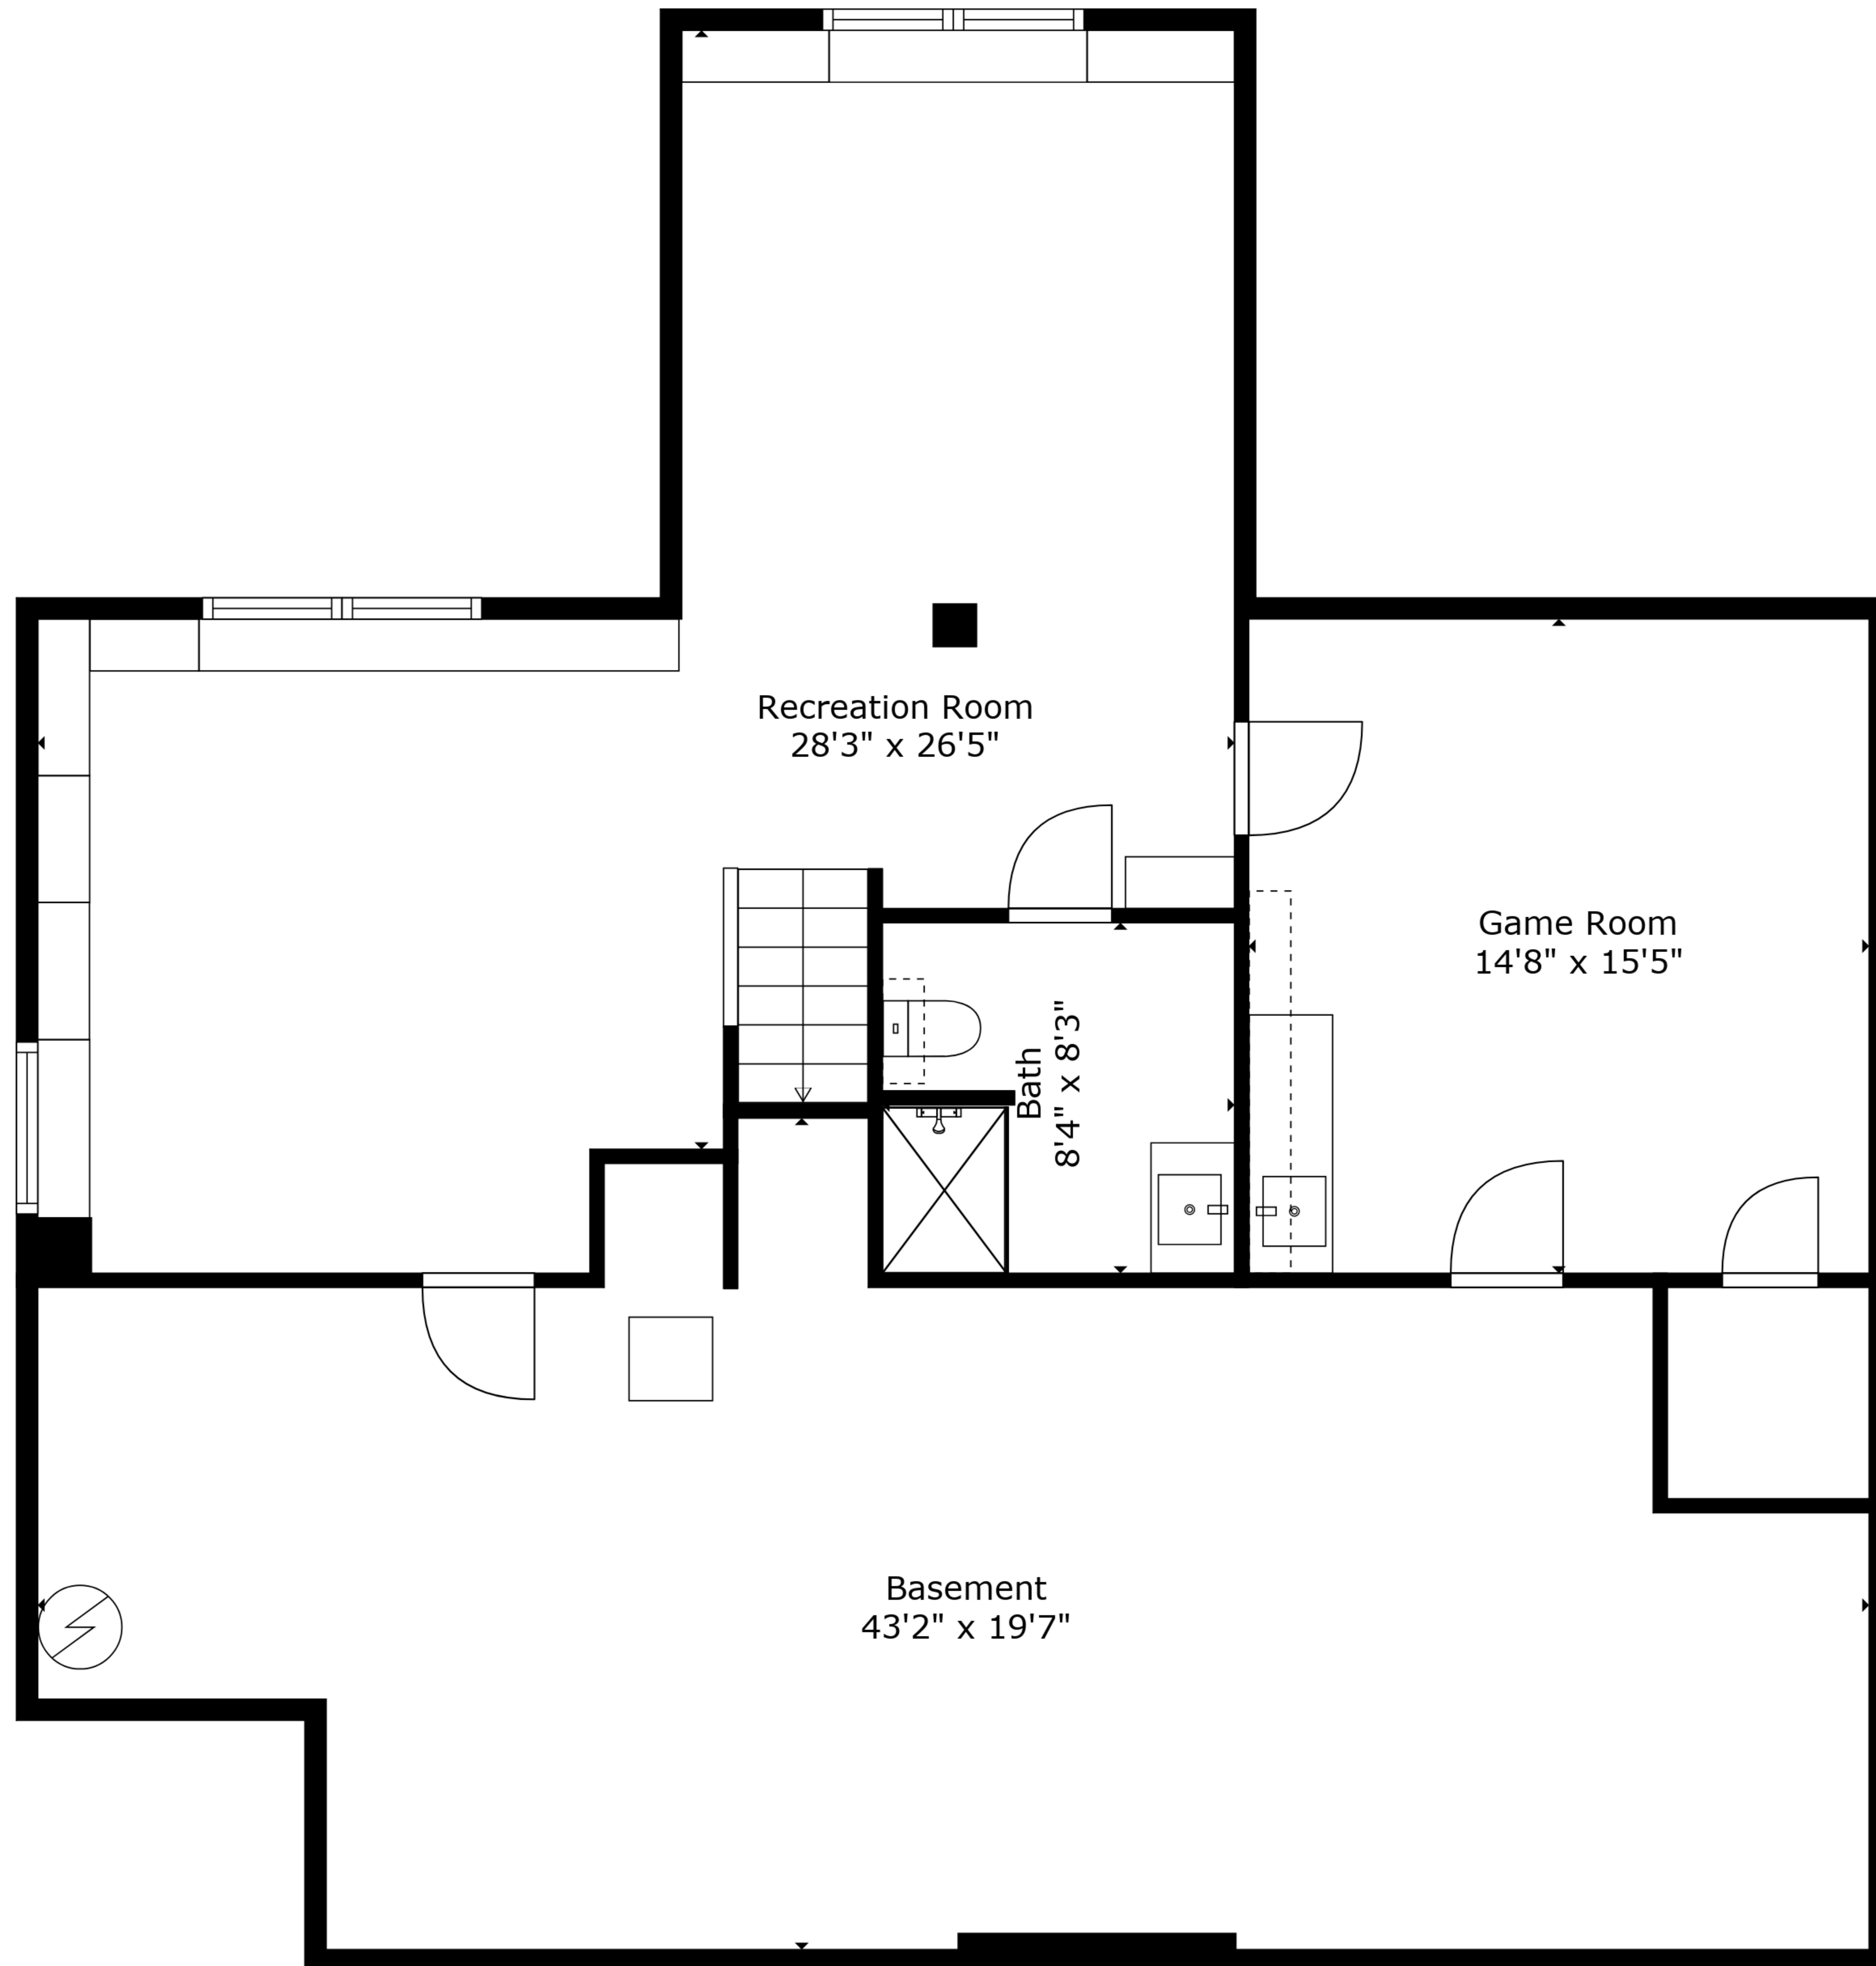 Recreation Room
28'3" x 26'5"
Game Room
14'8" x 15'5"
Bath
8'4" x 8'3"
Basement
43'2" x 19'7"